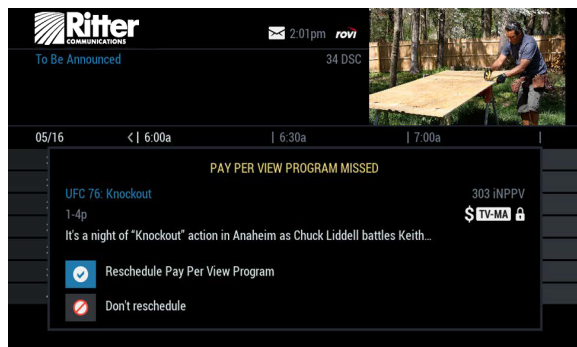 Ritter
COMMUNICATIONS
2:01pm rovi
To Be Announced 34 DSC
05/16 < | 6:00a | 6:30a | 7:00a |
PAY PER VIEW PROGRAM MISSED
UFC 76: Knockout 303 iNPPV
1-4p $ TV-MA
It's a night of “Knockout” action in Anaheim as Chuck Liddell battles Keith...
Reschedule Pay Per View Program
Don't reschedule